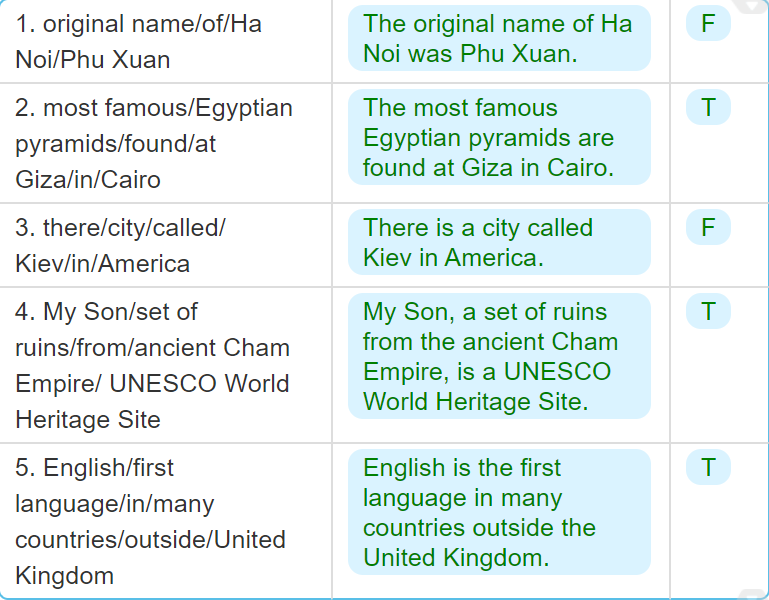 1. original name/of/Ha
Noi/Phu Xuan
The original name of Ha
Noi was Phu Xuan.
F
2. most famous/Egyptian
pyramids/found/at
Giza/in/Cairo
The most famous
Egyptian pyramids are
found at Giza in Cairo.
T
3. there/city/called/
Kiev/in/America
There is a city called
Kiev in America.
F
4. My Son/set of
ruins/from/ancient Cham
Empire/ UNESCO World
Heritage Site
My Son, a set of ruins
from the ancient Cham
Empire, is a UNESCO
World Heritage Site.
T
5. English/first
language/in/many
countries/outside/United
Kingdom
English is the first
language in many
countries outside the
United Kingdom.
T